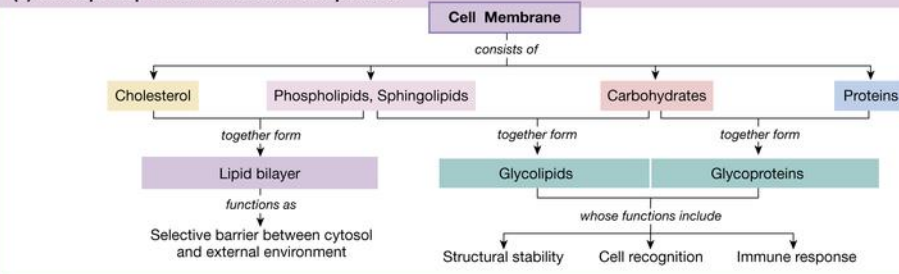 Cell Membrane
consists of
Cholesterol
Phospholipids, Sphingolipids
Carbohydrates
Proteins
together form
together form
together form
Lipid bilayer
Glycolipids
Glycoproteins
functions as
whose functions include
Selective barrier between cytosol
and external environment
Structural stability
Cell recognition
Immune response